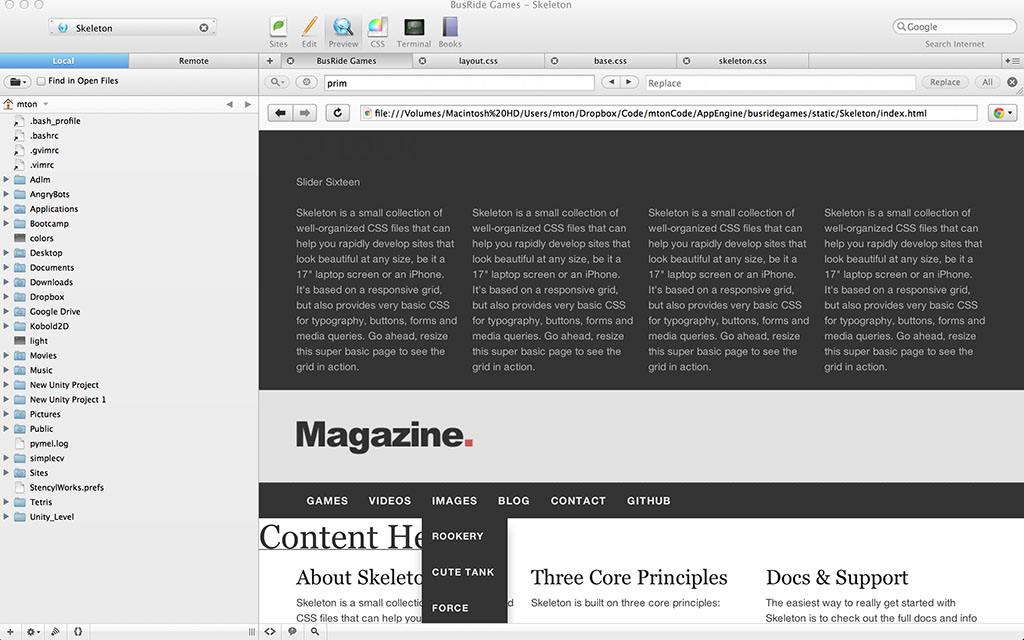 BusRide Games – Skeleton
Skeleton
Sites
Edit
Preview
CSS
Terminal
Books
Google
Search Internet
Local
Remote
BusRide Games
layout.css
base.css
skeleton.css
Find in Open Files
prim
Replace
Replace
All
mton
file:///Volumes/Macintosh%20HD/Users/mton/Dropbox/Code/mtonCode/AppEngine/busridegames/static/Skeleton/index.html
.bash_profile
.bashrc
.gvimrc
.vimrc
Adlm
AngryBots
Applications
Bootcamp
colors
Desktop
Documents
Downloads
Dropbox
Google Drive
Kobold2D
light
Movies
Music
New Unity Project
New Unity Project 1
Pictures
Public
pymel.log
simplecv
Sites
StencylWorks.prefs
Tetris
Unity_Level
Slider Sixteen
Skeleton is a small collection of
well-organized CSS files that can
help you rapidly develop sites that
look beautiful at any size, be it a
17" laptop screen or an iPhone.
It's based on a responsive grid,
but also provides very basic CSS
for typography, buttons, forms and
media queries. Go ahead, resize
this super basic page to see the
grid in action.
Skeleton is a small collection of
well-organized CSS files that can
help you rapidly develop sites that
look beautiful at any size, be it a
17" laptop screen or an iPhone.
It's based on a responsive grid,
but also provides very basic CSS
for typography, buttons, forms and
media queries. Go ahead, resize
this super basic page to see the
grid in action.
Skeleton is a small collection of
well-organized CSS files that can
help you rapidly develop sites that
look beautiful at any size, be it a
17" laptop screen or an iPhone.
It's based on a responsive grid,
but also provides very basic CSS
for typography, buttons, forms and
media queries. Go ahead, resize
this super basic page to see the
grid in action.
Skeleton is a small collection of
well-organized CSS files that can
help you rapidly develop sites that
look beautiful at any size, be it a
17" laptop screen or an iPhone.
It's based on a responsive grid,
but also provides very basic CSS
for typography, buttons, forms and
media queries. Go ahead, resize
this super basic page to see the
grid in action.
Magazine.
GAMES VIDEOS IMAGES BLOG CONTACT GITHUB
ROOKERY
CUTE TANK
FORCE
Content He
About Skeleto
Skeleton is a small collectio d
CSS files that can help you
Three Core Principles
Skeleton is built on three core principles:
Docs & Support
The easiest way to really get started with
Skeleton is to check out the full docs and info